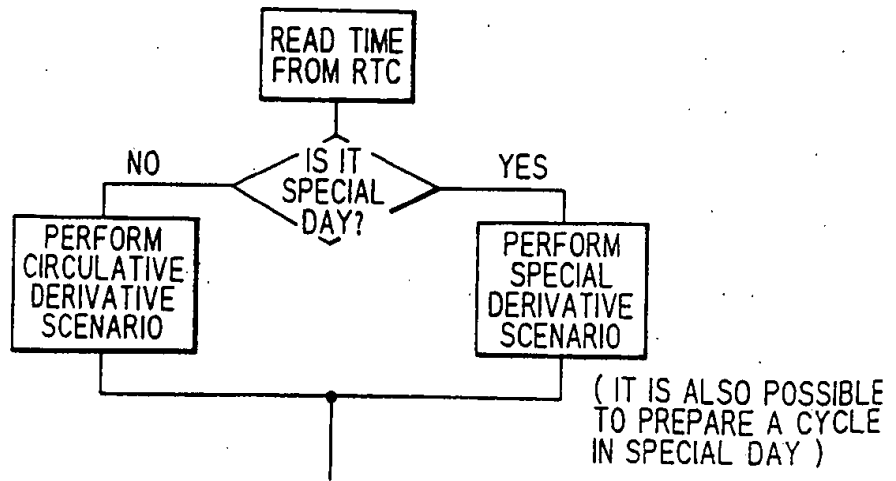 READ TIME
FROM RTC
IS IT
SPECIAL
DAY?
NO
YES
PERFORM
CIRCULATIVE
DERIVATIVE
SCENARIO
PERFORM
SPECIAL
DERIVATIVE
SCENARIO
( IT IS ALSO POSSIBLE
TO PREPARE A CYCLE
IN SPECIAL DAY )